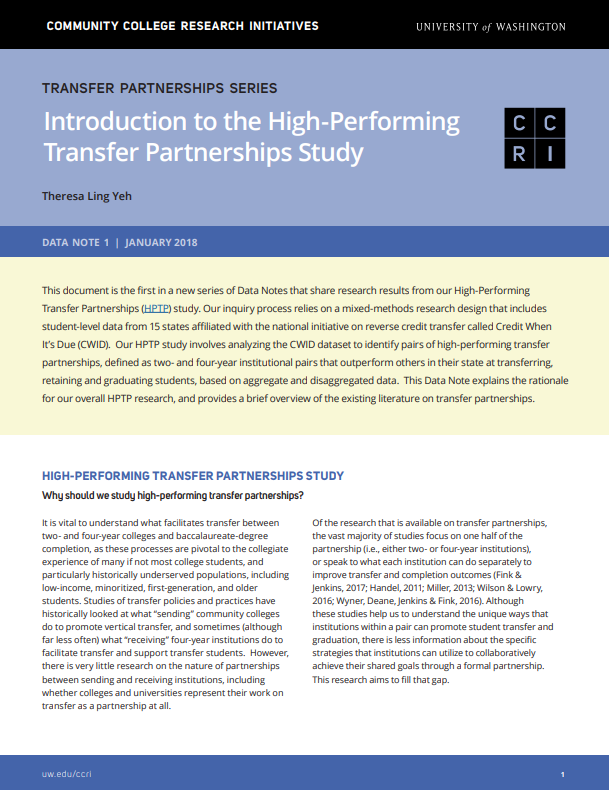 COMMUNITY COLLEGE RESEARCH INITIATIVES
UNIVERSITY of WASHINGTON
TRANSFER PARTNERSHIPS SERIES
Introduction to the High-Performing
Transfer Partnerships Study
C C
R I
Theresa Ling Yeh
DATA NOTE 1 | JANUARY 2018
This document is the first in a new series of Data Notes that share research results from our High-Performing
Transfer Partnerships (HPTP) study. Our inquiry process relies on a mixed-methods research design that includes
student-level data from 15 states affiliated with the national initiative on reverse credit transfer called Credit When
It's Due (CWID). Our HPTP study involves analyzing the CWID dataset to identify pairs of high-performing transfer
partnerships, defined as two- and four-year institutional pairs that outperform others in their state at transferring,
retaining and graduating students, based on aggregate and disaggregated data. This Data Note explains the rationale
for our overall HPTP research, and provides a brief overview of the existing literature on transfer partnerships.
HIGH-PERFORMING TRANSFER PARTNERSHIPS STUDY
Why should we study high-performing transfer partnerships?
It is vital to understand what facilitates transfer between
two- and four-year colleges and baccalaureate-degree
completion, as these processes are pivotal to the collegiate
experience of many if not most college students, and
particularly historically underserved populations, including
low-income, minoritized, first-generation, and older
students. Studies of transfer policies and practices have
historically looked at what "sending" community colleges
do to promote vertical transfer, and sometimes (although
far less often) what "receiving" four-year institutions do to
facilitate transfer and support transfer students. However,
there is very little research on the nature of partnerships
between sending and receiving institutions, including
whether colleges and universities represent their work on
transfer as a partnership at all.
Of the research that is available on transfer partnerships,
the vast majority of studies focus on one half of the
partnership (i.e., either two- or four-year institutions),
or speak to what each institution can do separately to
improve transfer and completion outcomes (Fink &
Jenkins, 2017; Handel, 2011; Miller, 2013; Wilson & Lowry,
2016; Wyner, Deane, Jenkins & Fink, 2016). Although
these studies help us to understand the unique ways that
institutions within a pair can promote student transfer and
graduation, there is less information about the specific
strategies that institutions can utilize to collaboratively
achieve their shared goals through a formal partnership.
This research aims to fill that gap.
uw.edu/ccri
1